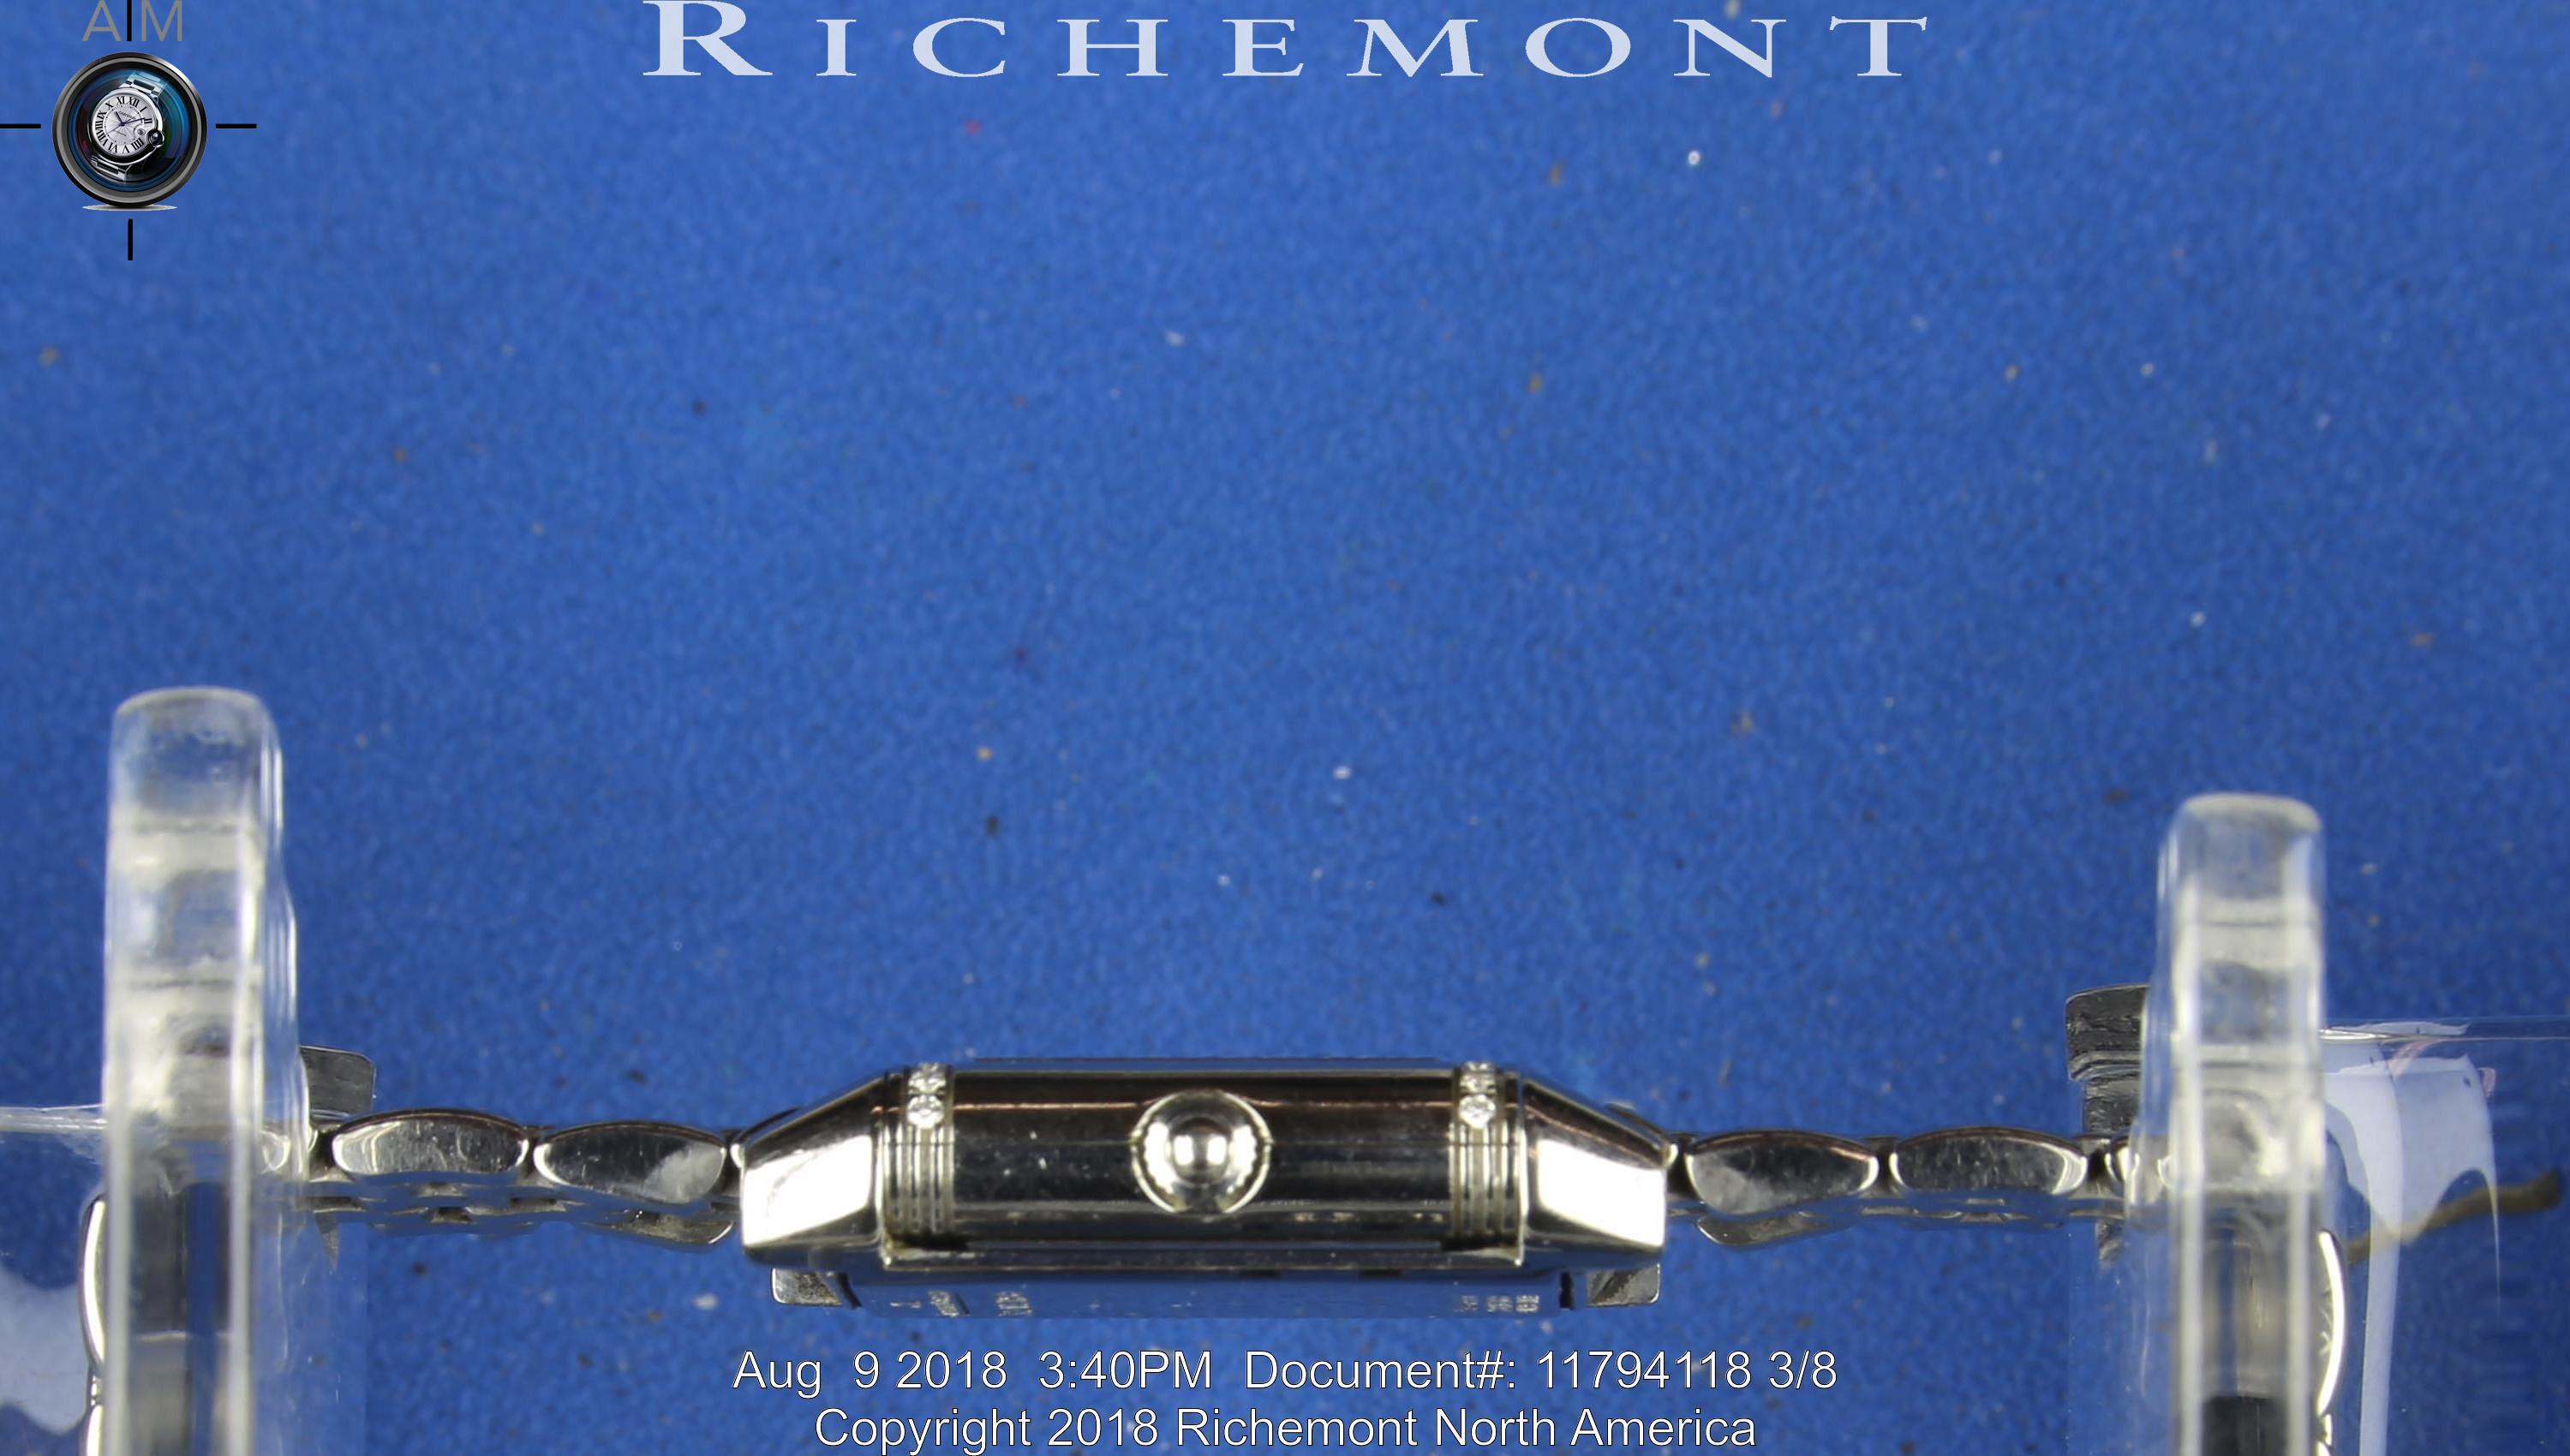 AIM
RICHEMONT
Aug 9 2018 3:40PM Document#: 11794118 3/8
Copyright 2018 Richemont North America